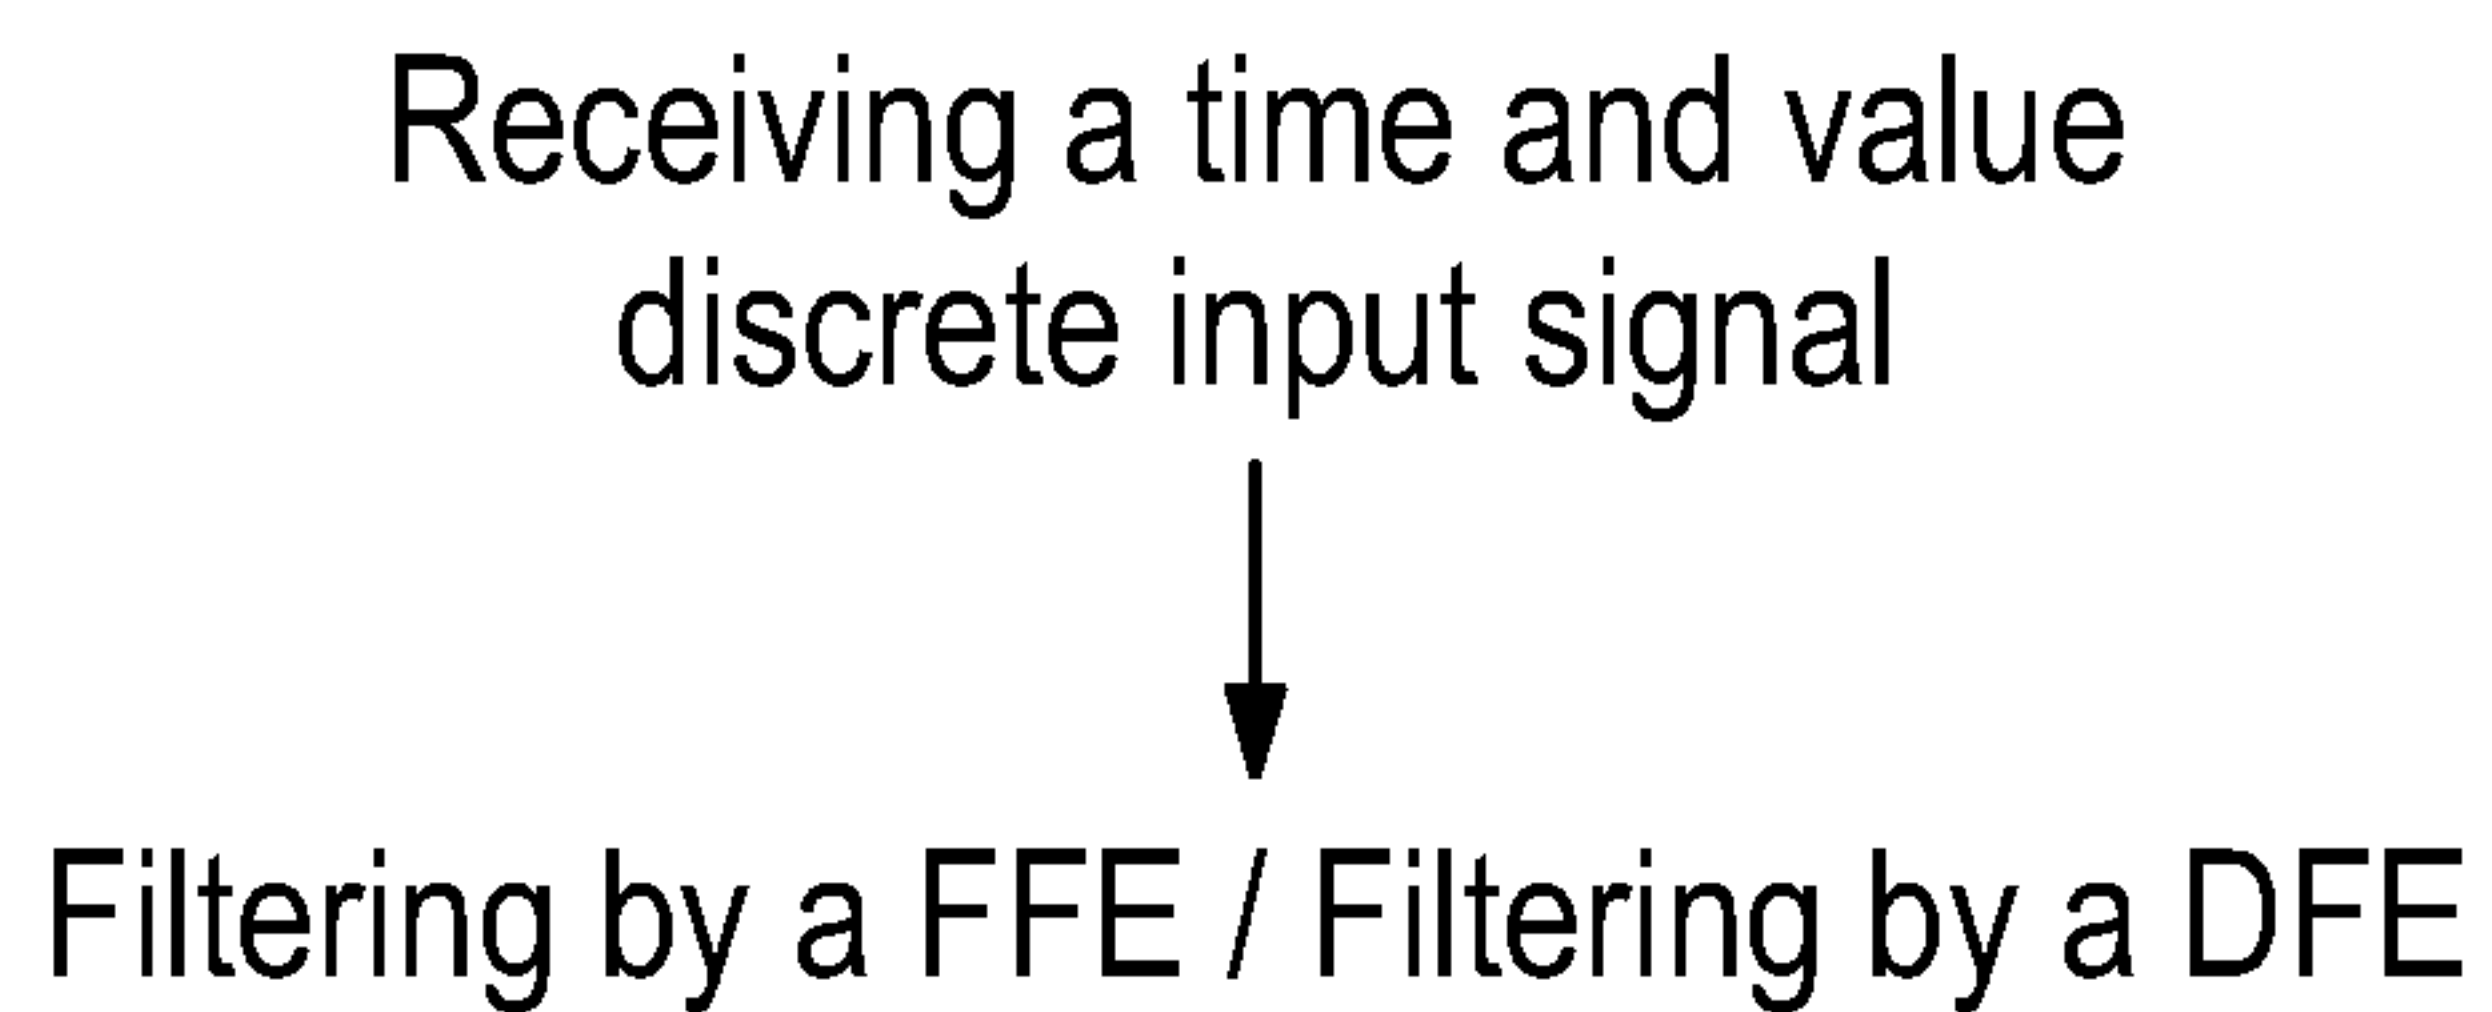 Receiving a time and value
discrete input signal
Filtering by a FFE / Filtering by a DFE